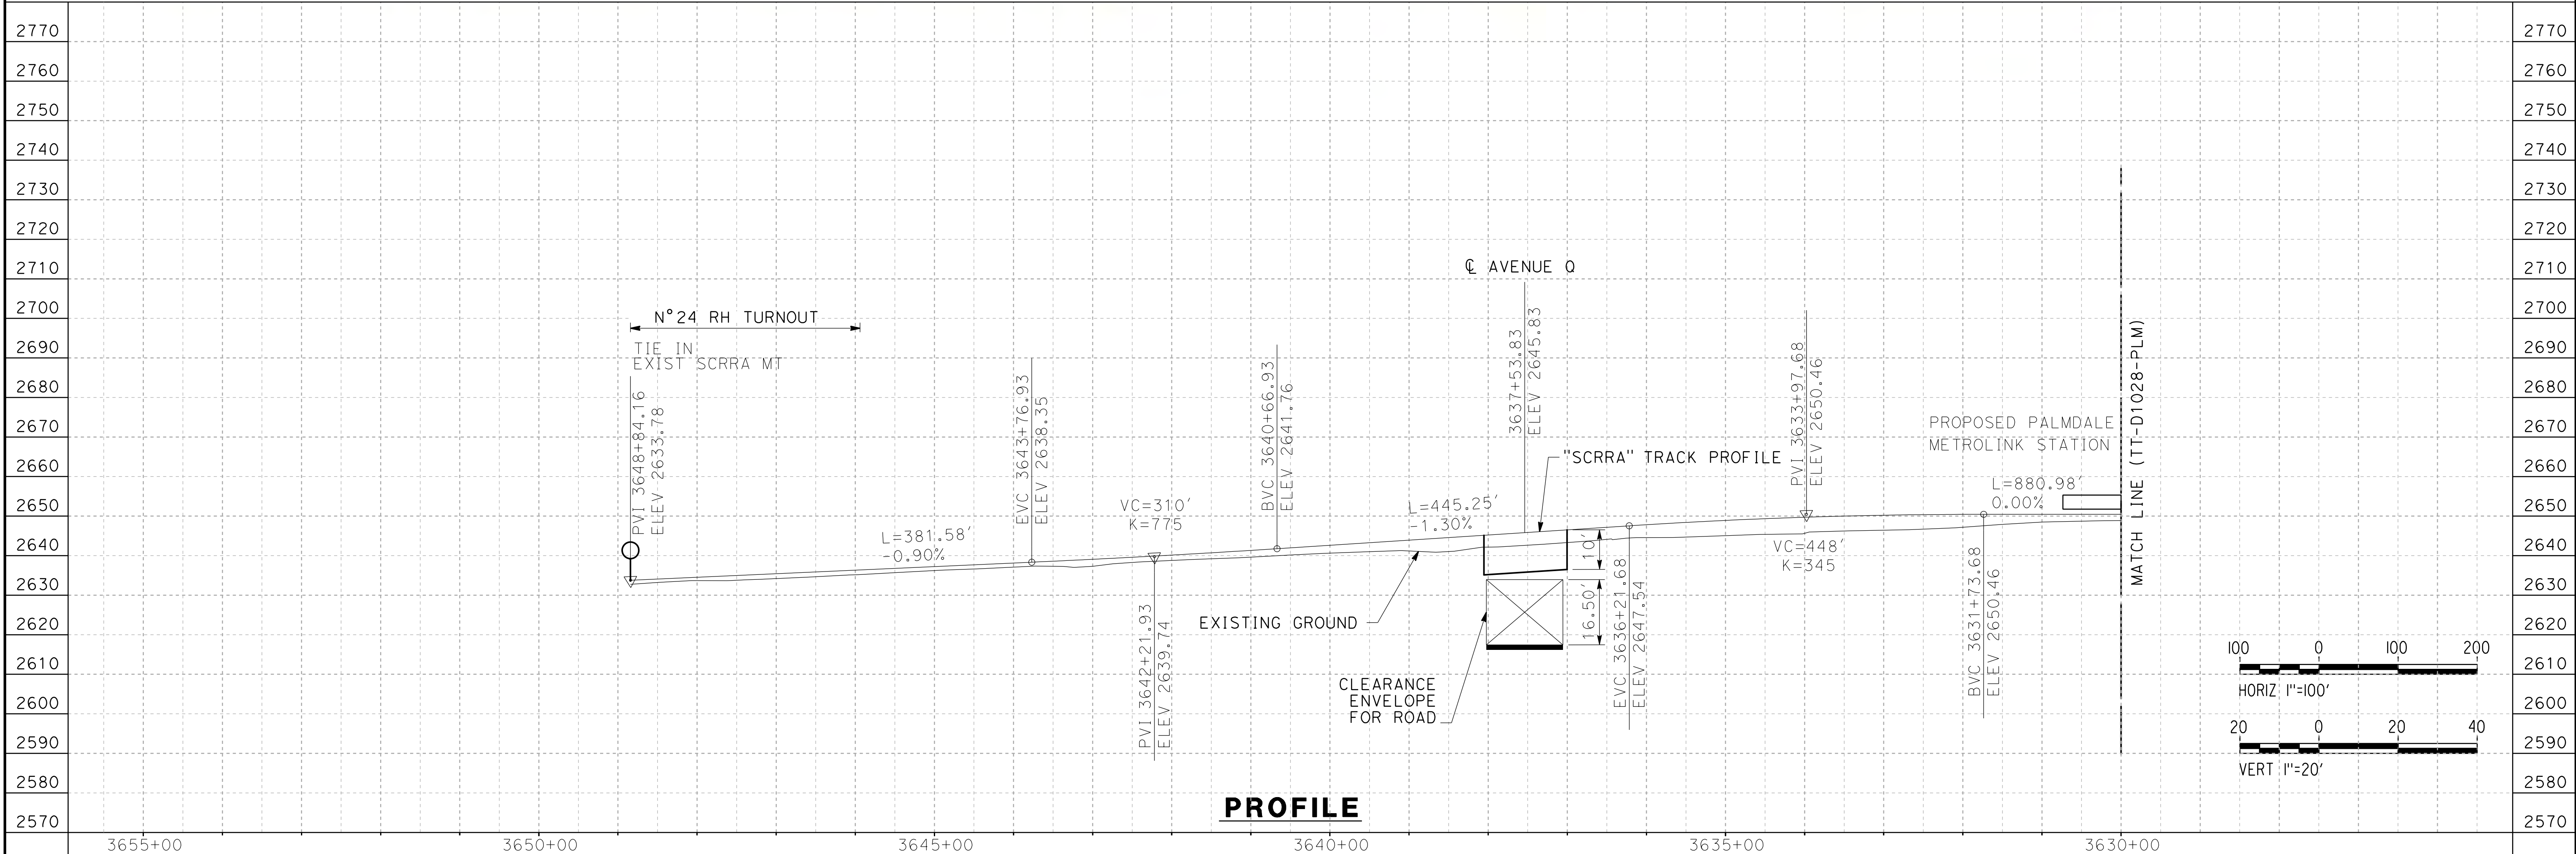 2770
2760
2750
2740
2730
2720
2710
2700
2690
2680
2670
2660
2650
2640
2630
2620
2610
2600
2590
2580
2570
N°24 RH TURNOUT
TIE IN
EXIST SCRRA MT
PVI 3648+84.16
ELEV 2633.78
L=381.58'
-0.90%
EVC 3643+76.93
ELEV 2638.35
VC=310'
K=775
PVI 3642+21.93
ELEV 2639.74
BVC 3640+66.93
ELEV 2641.76
L=445.25'
-1.30%
EXISTING GROUND
CLEARANCE
ENVELOPE
FOR ROAD
℄ AVENUE Q
3637+53.83
ELEV 2645.83
"SCRRA" TRACK PROFILE
10'
16.50'
EVC 3636+21.68
ELEV 2647.54
PVI 3633+97.68
ELEV 2650.46
VC=448'
K=345
PROPOSED PALMDALE
METROLINK STATION
L=880.98'
0.00%
BVC 3631+73.68
ELEV 2650.46
MATCH LINE (TT-D1028-PLM)
100 0 100 200
HORIZ 1"=100'
20 0 20 40
VERT 1"=20'
2770
2760
2750
2740
2730
2720
2710
2700
2690
2680
2670
2660
2650
2640
2630
2620
2610
2600
2590
2580
2570
PROFILE
3655+00 3650+00 3645+00 3640+00 3635+00 3630+00